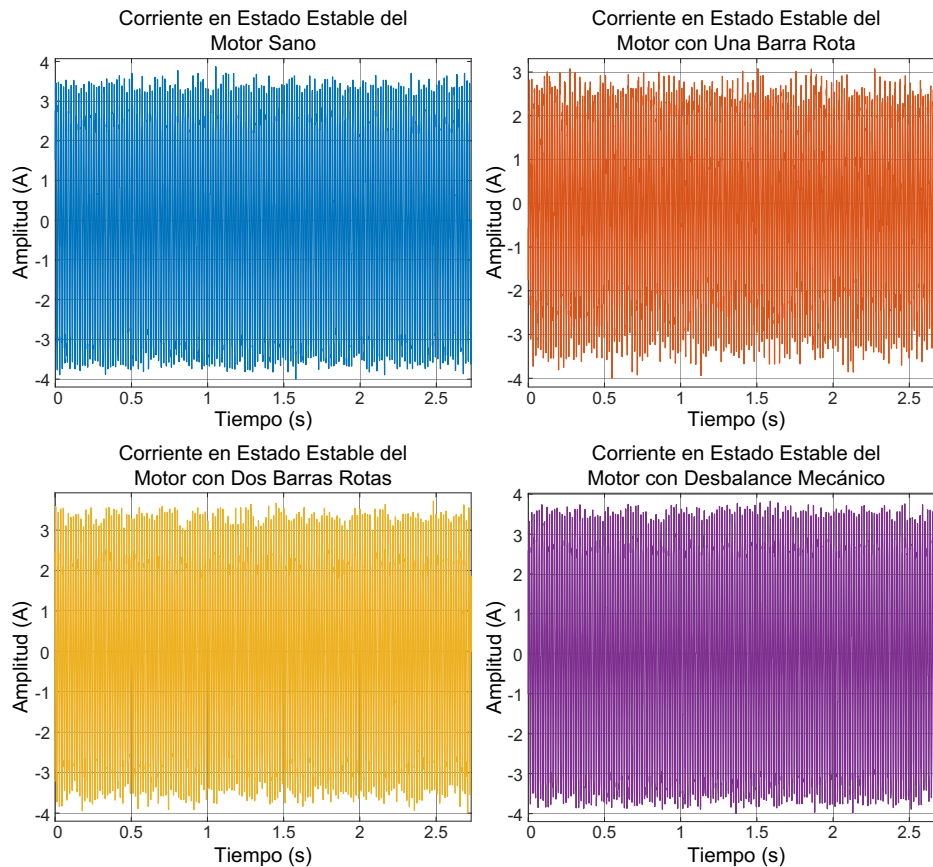 Corriente en Estado Estable del
Motor Sano
4
3
2
1
0
-1
-2
-3
-4
Amplitud (A)
0 0.5 1 1.5 2 2.5
Tiempo (s)
Corriente en Estado Estable del
Motor con Una Barra Rota
3
2
1
0
-1
-2
-3
-4
Amplitud (A)
0 0.5 1 1.5 2 2.5
Tiempo (s)
Corriente en Estado Estable del
Motor con Dos Barras Rotas
3
2
1
0
-1
-2
-3
-4
Amplitud (A)
0 0.5 1 1.5 2 2.5
Tiempo (s)
Corriente en Estado Estable del
Motor con Desbalance Mecánico
4
3
2
1
0
-1
-2
-3
-4
Amplitud (A)
0 0.5 1 1.5 2 2.5
Tiempo (s)